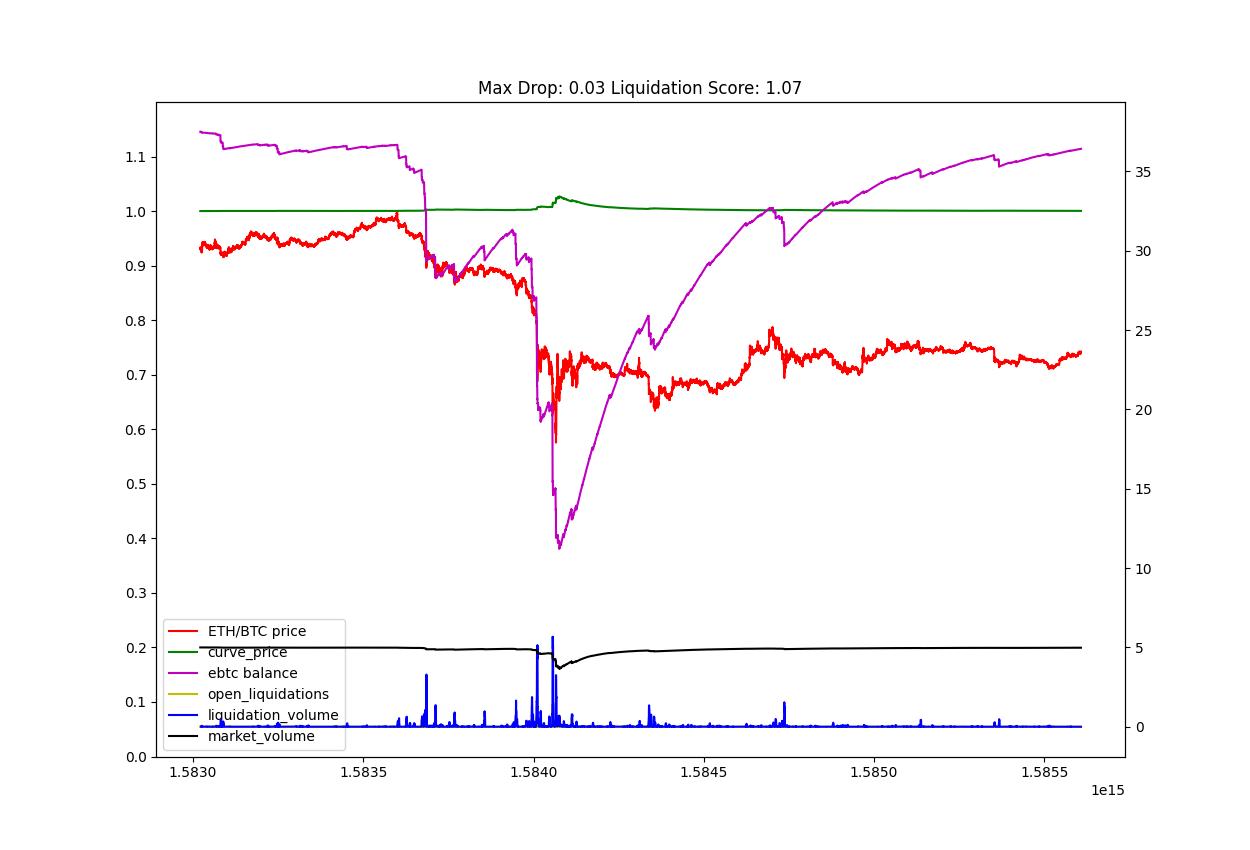 Max Drop: 0.03 Liquidation Score: 1.07
1.1
1.0
0.9
0.8
0.7
0.6
0.5
0.4
0.3
0.2
0.1
0.0
35
30
25
20
15
10
5
0
ETH/BTC price
curve_price
ebtc balance
open_liquidations
liquidation_volume
market_volume
1.5830 1.5835 1.5840 1.5845 1.5850 1.5855
1e15